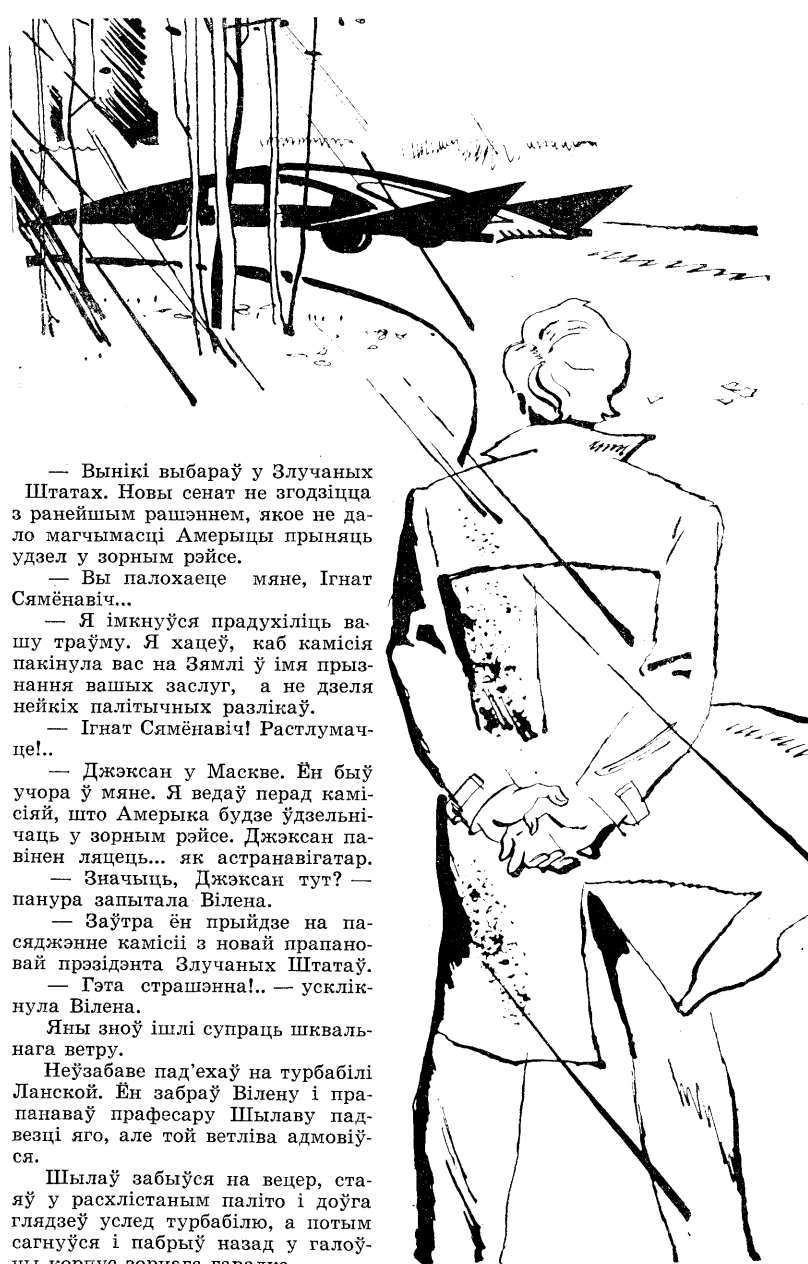 — Вынікі выбараў у Злучаных
Штатах. Новы сенат не згодзіцца
з ранейшым рашэннем, якое не да-
ло магчымасці Амерыцы прыняць
удзел у зорным рэйсе.
— Вы палохаеце мяне, Ігнат
Сямёнавіч...
— Я імкнуўся прадухіліць ва-
шу траўму. Я хацеў, каб камісія
пакінула вас на Зямлі ў імя прыз-
нання вашых заслуг, а не дзеля
нейкіх палітычных разлікаў.
— Ігнат Сямёнавіч! Растлумач-
це!..
— Джэксан у Маскве. Ён быў
учора ў мяне. Я ведаў перад камі-
сіяй, што Амерыка будзе ўдзельні-
чаць у зорным рэйсе. Джэксан па-
вінен ляцець... як астранавігатар.
— Значыць, Джэксан тут? —
панура запытала Вілена.
— Заўтра ён прыйдзе на па-
сяджэнне камісіі з новай прапано-
вай прэзідэнта Злучаных Штатаў.
— Гэта страшэнна!.. — усклік-
нула Вілена.
Яны зноў ішлі супраць шкваль-
нага ветру.
Неўзабаве пад'ехаў на турбабілі
Ланской. Ён забраў Вілену і пра-
панаваў прафесару Шылаву пад-
везці яго, але той ветліва адмовіў-
ся.
Шылаў забыўся на вецер, ста-
яў у расхлістаным паліто і доўга
глядзеў услед турбабілю, а потым
сагнуўся і пабрыў назад у галоў-
ны корпус зорнага гарадка.